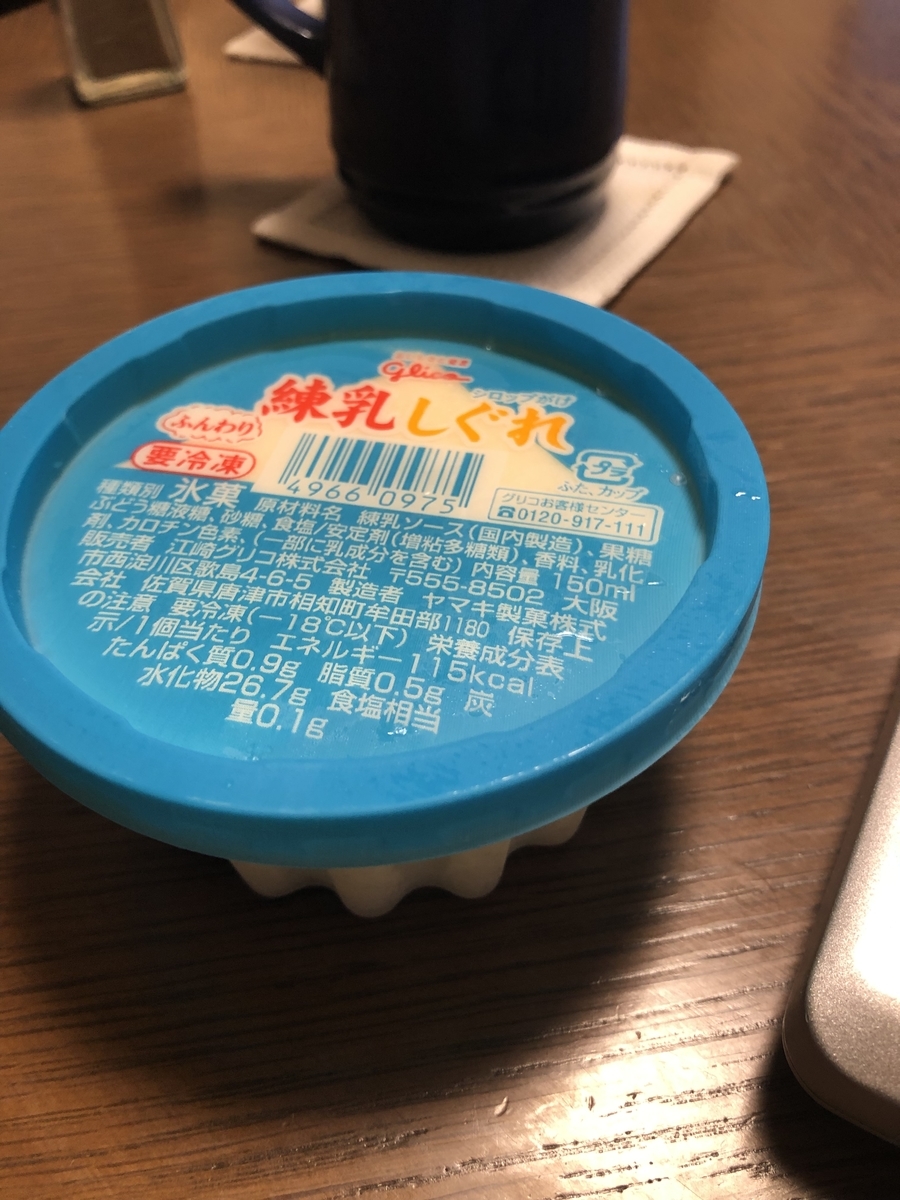 glico
シロップがけ
練乳しぐれ
ふんわり
要冷凍
4966 0975
ふた、カップ
グリコお客様センター
☎0120-917-111
種類別 氷菓 原材料名 練乳ソース(国内製造)、果糖
ぶどう糖液糖、砂糖、食塩/安定剤(増粘多糖類)、香料、乳化
剤、カロチン色素、(一部に乳成分を含む) 内容量 150ml
販売者 江崎グリコ株式会社 〒555-8502 大阪
市西淀川区歌島4-6-5 製造者 ヤマキ製菓株式
会社 佐賀県唐津市相知町牟田部1180 保存上
の注意 要冷凍(-18℃以下) 栄養成分表
示/1個当たり エネルギー115kcal
たんぱく質0.9g 脂質0.5g 炭
水化物26.7g 食塩相当
量0.1g